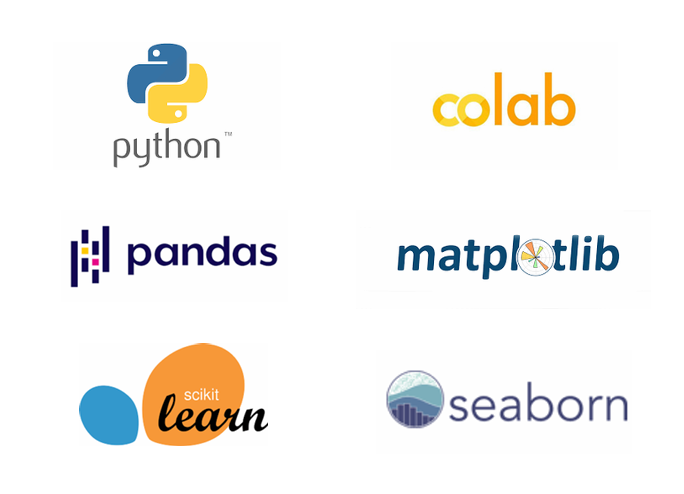 python™
colab
pandas
matplotlib
scikit
learn
seaborn